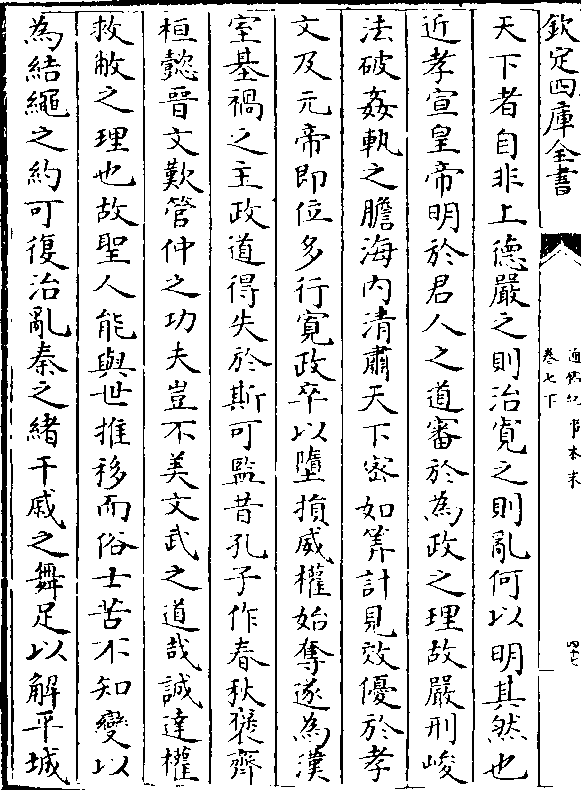 欽定四庫全書
卷七下
天下者自非上德嚴之則治寛之則亂何以明其然也
近孝宣皇帝明於君人之道審於為政之理故嚴刑峻
法破姦軌之膽海内清肅天下宻如筭計見效優於孝
文及元帝即位多行寛政卒以墮損威權始奪遂為漢
室基禍之主政道得失於斯可監昔孔子作春秋襃齊
桓懿晉文歎管仲之功夫豈不美文武之道哉誠達權
救敝之理也故聖人能與世推移而俗士苦不知變以
為結繩之約可復治亂秦之緒干戚之舞足以解平城